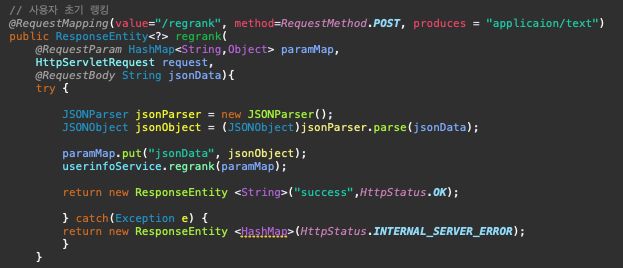 // 사용자 초기 랭킹
@RequestMapping(value="/regrank", method=RequestMethod.POST, produces = "applicaion/text")
public ResponseEntity<?> regrank(
@RequestParam HashMap<String,Object> paramMap,
HttpServletRequest request,
@RequestBody String jsonData){
try {
JSONParser jsonParser = new JSONParser();
JSONObject jsonObject = (JSONObject)jsonParser.parse(jsonData);
paramMap.put("jsonData", jsonObject);
userinfoService.regrank(paramMap);
return new ResponseEntity <String>("success",HttpStatus.OK);
} catch(Exception e) {
return new ResponseEntity <HashMap>(HttpStatus.INTERNAL_SERVER_ERROR);
}
}